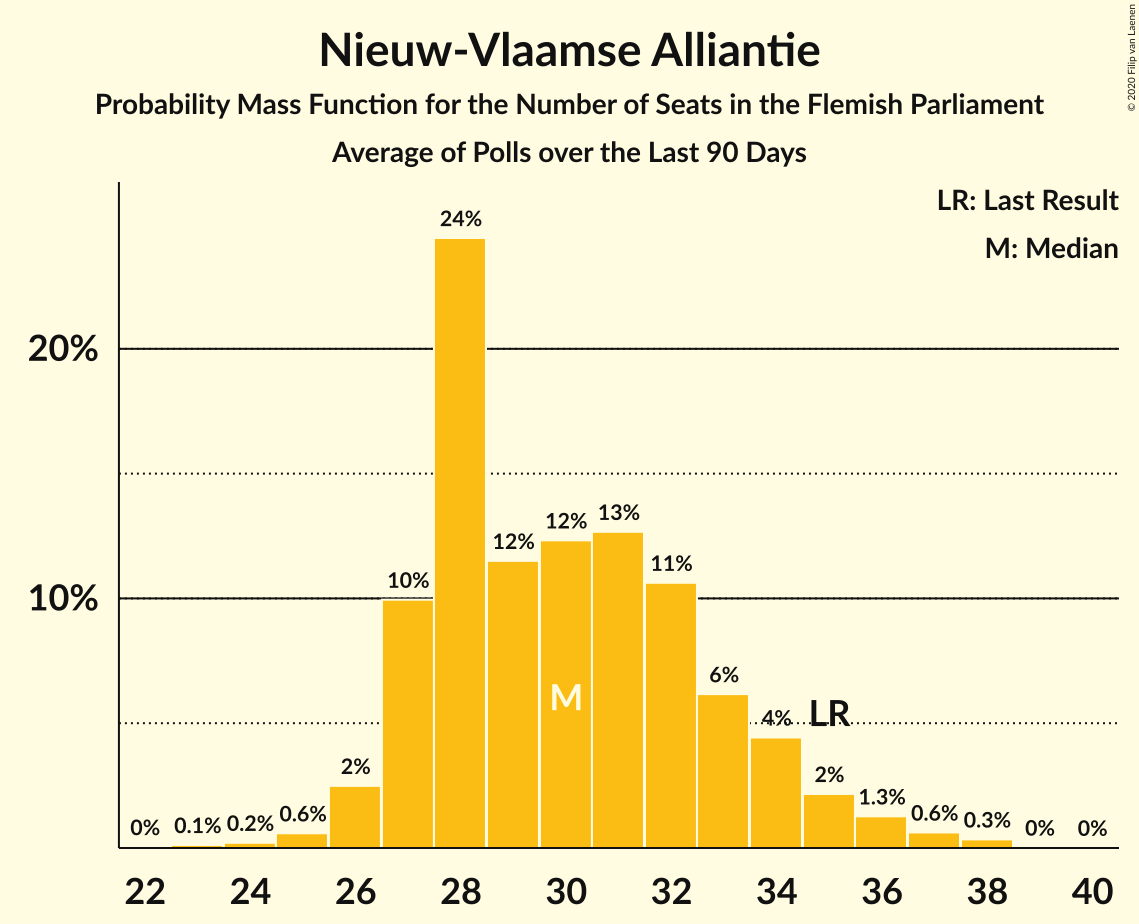 Nieuw-Vlaamse Alliantie
Probability Mass Function for the Number of Seats in the Flemish Parliament
Average of Polls over the Last 90 Days
© 2020 Filip van Laenen
LR: Last Result
M: Median
20%
10%
0%
0.1%
0.2%
0.6%
2%
10%
24%
12%
12%
13%
11%
6%
4%
2%
1.3%
0.6%
0.3%
0%
0%
M
LR
22 24 26 28 30 32 34 36 38 40